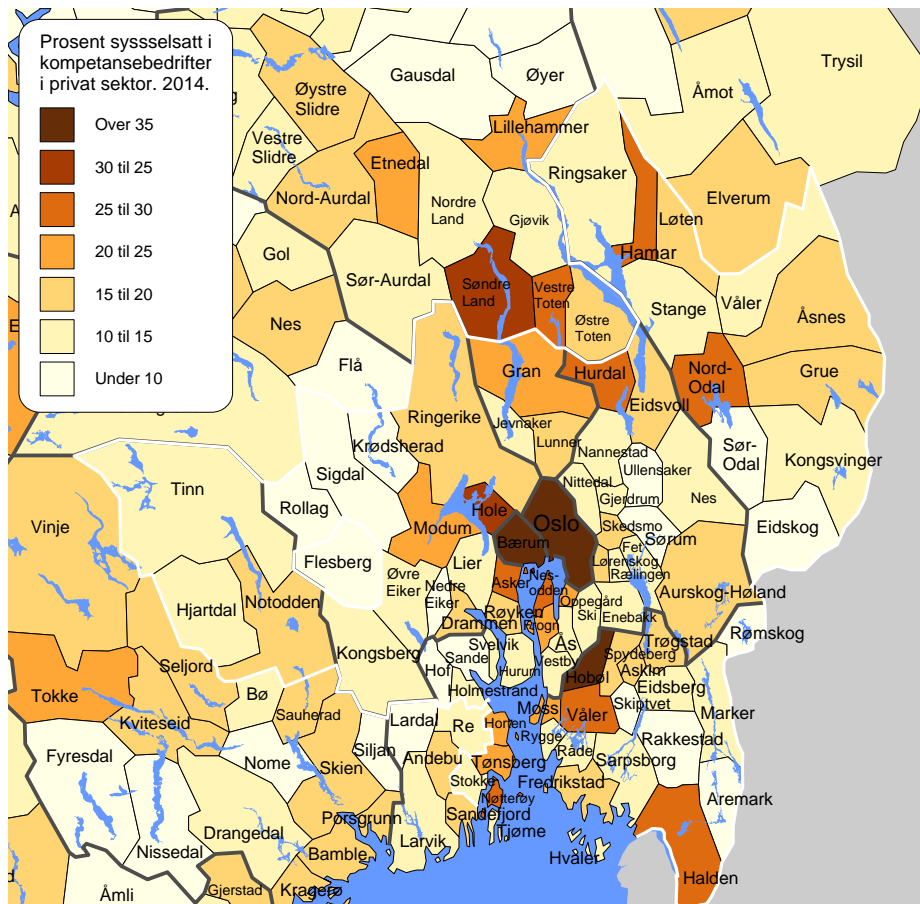 Prosent syssselsatt i
kompetansebedrifter
i privat sektor. 2014.
Over 35
30 til 25
25 til 30
20 til 25
15 til 20
10 til 15
Under 10
Trysil
Gausdal
Øyer
Åmot
Øystre
Slidre
Vestre
Slidre
Lillehammer
Etnedal
Ringsaker
Nord-Aurdal
Nordre
Land
Gjøvik
Løten
Elverum
Hamar
Gol
Sør-Aurdal
Søndre
Land
Vestre
Toten
Østre
Toten
Stange
Våler
Åsnes
Nes
Flå
Gran
Hurdal
Nord-
Odal
Grue
Ringerike
Eidsvoll
Jevnaker
Lunner
Krødsherad
Nannestad
Ullensaker
Sør-
Odal
Kongsvinger
Sigdal
Nittedal
Gjerdrum
Nes
Tinn
Rollag
Hole
Oslo
Modum
Bærum
Skedsmo
Sørum
Eidskog
Vinje
Flesberg
Lier
Fet
Lørenskog
Rælingen
Øvre
Eiker
Nedre
Eiker
Asker
Nes-
odden
Aurskog-Høland
Hjartdal
Notodden
Røyken
Frogn
Oppegård
Ski
Enebakk
Drammen
Rømskog
Kongsberg
Svelvik
Ås
Trøgstad
Spydeberg
Hof
Sande
Hurum
Vestby
Hobøl
Askim
Eidsberg
Seljord
Tokke
Bø
Holmestrand
Skiptvet
Marker
Kviteseid
Sauherad
Lardal
Re
Horten
Moss
Våler
Rygge
Rakkestad
Fyresdal
Nome
Siljan
Andebu
Tønsberg
Råde
Sarpsborg
Skien
Stokke
Fredrikstad
Nøtterøy
Aremark
Drangedal
Porsgrunn
Sandefjord
Tjøme
Nissedal
Larvik
Bamble
Hvaler
Halden
Åmli
Gjerstad
Kragerø